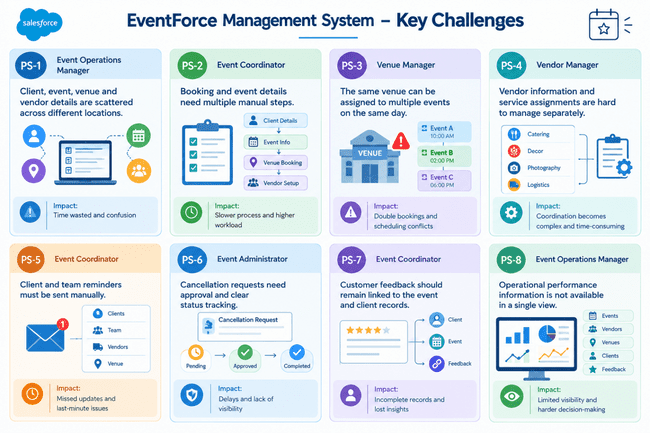 salesforce
EventForce Management System – Key Challenges
PS-1
Event Operations
Manager
Client, event, venue and
vendor details are scattered
across different locations.
Impact:
Time wasted and confusion
PS-2
Event Coordinator
Booking and event details
need multiple manual steps.
Client Details
Event Info
Venue Booking
Vendor Setup
Impact:
Slower process and higher
workload
PS-3
Venue Manager
The same venue can be
assigned to multiple events
on the same day.
VENUE
Event A
10:00 AM
Event B
02:00 PM
Event C
06:00 PM
Impact:
Double bookings and
scheduling conflicts
PS-4
Vendor Manager
Vendor information and
service assignments are hard
to manage separately.
Catering
Decor
Photography
Logistics
Impact:
Coordination becomes
complex and time-consuming
PS-5
Event Coordinator
Client and team reminders
must be sent manually.
1
Clients
Team
Vendors
Venue
Impact:
Missed updates and
last-minute issues
PS-6
Event Administrator
Cancellation requests need
approval and clear
status tracking.
Cancellation Request
Pending
Approved
Completed
Impact:
Delays and lack of
visibility
PS-7
Event Coordinator
Customer feedback should
remain linked to the event
and client records.
Client
Event
Feedback
Impact:
Incomplete records and
lost insights
PS-8
Event Operations Manager
Operational performance
information is not available
in a single view.
Events
Vendors
Venues
Clients
Feedback
Impact:
Limited visibility and
harder decision-making